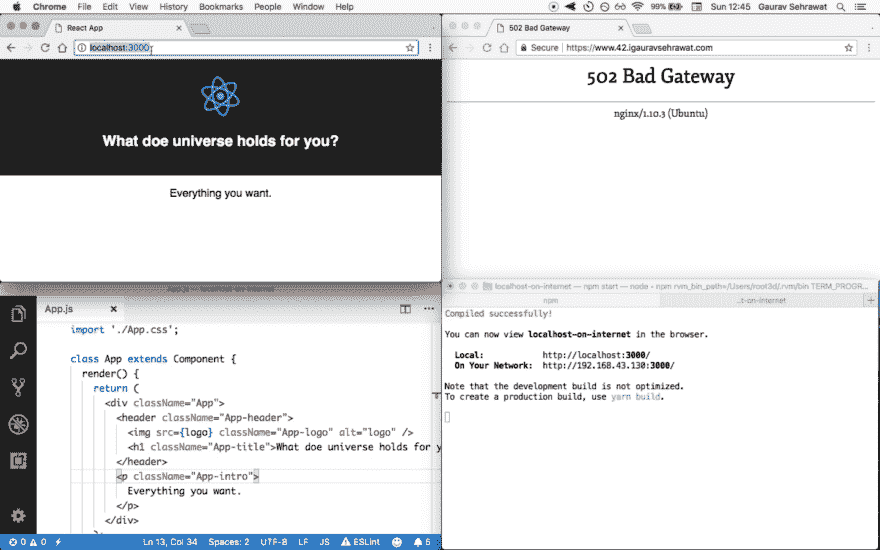 Chrome File Edit View History Bookmarks People Window Help 99% Sun 12:45 Gaurav Sehrawat
React App
localhost:3000
What doe universe holds for you?
Everything you want.
502 Bad Gateway
Secure https://www.42.igauravsehrawat.com
502 Bad Gateway
nginx/1.10.3 (Ubuntu)
App.js — localhost-on-internet
App.js
import './App.css';
class App extends Component {
render() {
return (
<div className="App">
<header className="App-header">
<img src={logo} className="App-logo" alt="logo" />
<h1 className="App-title">What doe universe holds for y
</header>
<p className="App-intro">
Everything you want.
</p>
</div>
0 0 Ln 13, Col 34 Spaces: 2 UTF-8 LF JS ESLint 5
localhost-on-internet — npm start — node • npm rvm_bin_path=/Users/root3d/.rvm/bin TERM_PROGR...
npm ..t-on-internet
Compiled successfully!
You can now view localhost-on-internet in the browser.
Local: http://localhost:3000/
On Your Network: http://192.168.43.130:3000/
Note that the development build is not optimized.
To create a production build, use yarn build.